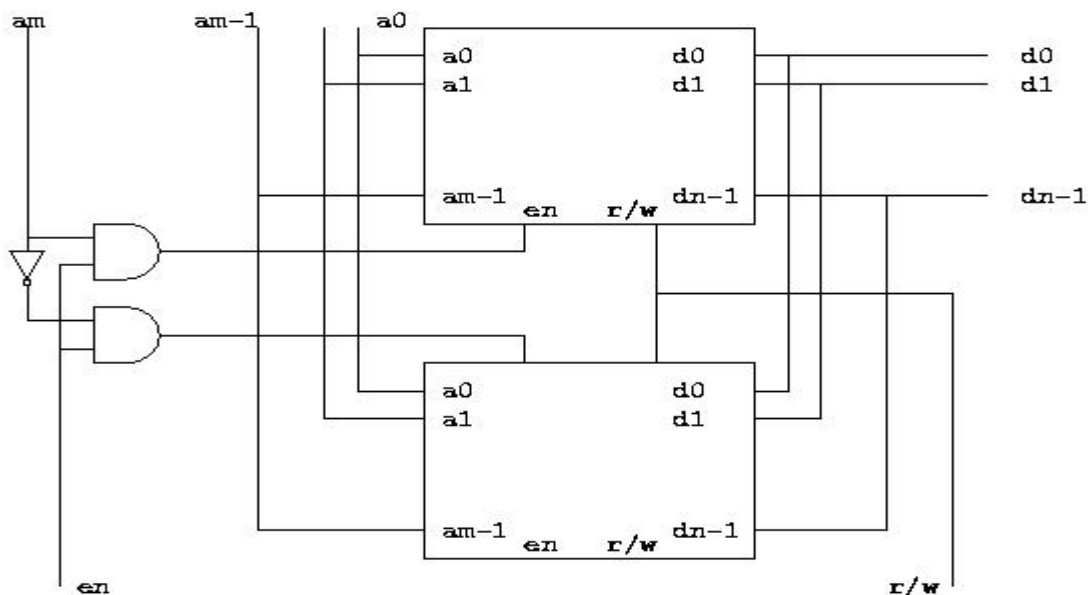 am am-1 a0
a0 d0 d0
a1 d1 d1
am-1 dn-1 dn-1
en r/w
a0 d0
a1 d1
am-1 dn-1
en r/w
en r/w